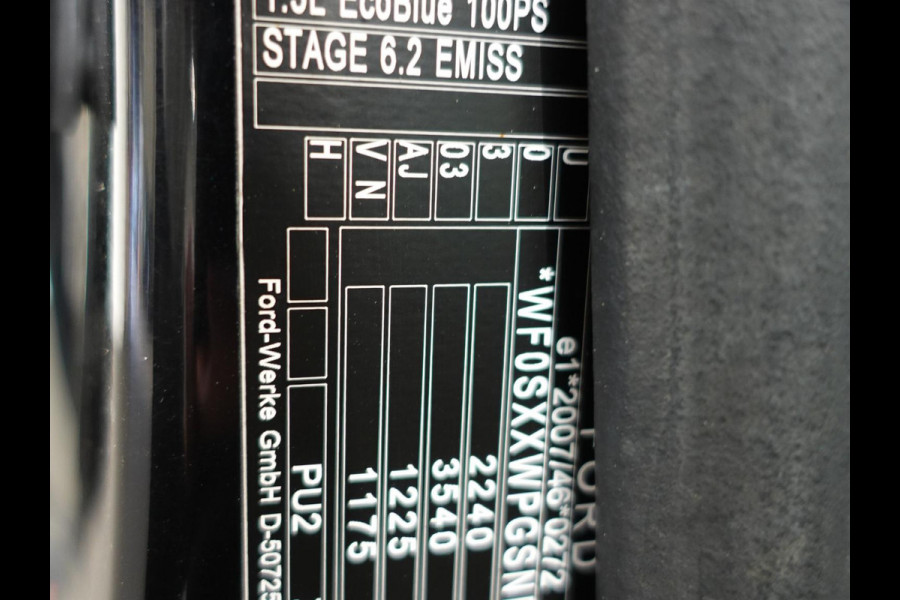 1.5L EcoBlue 100PS
STAGE 6.2 EMISS
U
0
3
03
AJ
V N
H
FORD
e1*2007/46*0272
*WF0SXXWPGSN
2240
3540
1225
1175
PU2
Ford-Werke GmbH D-50725